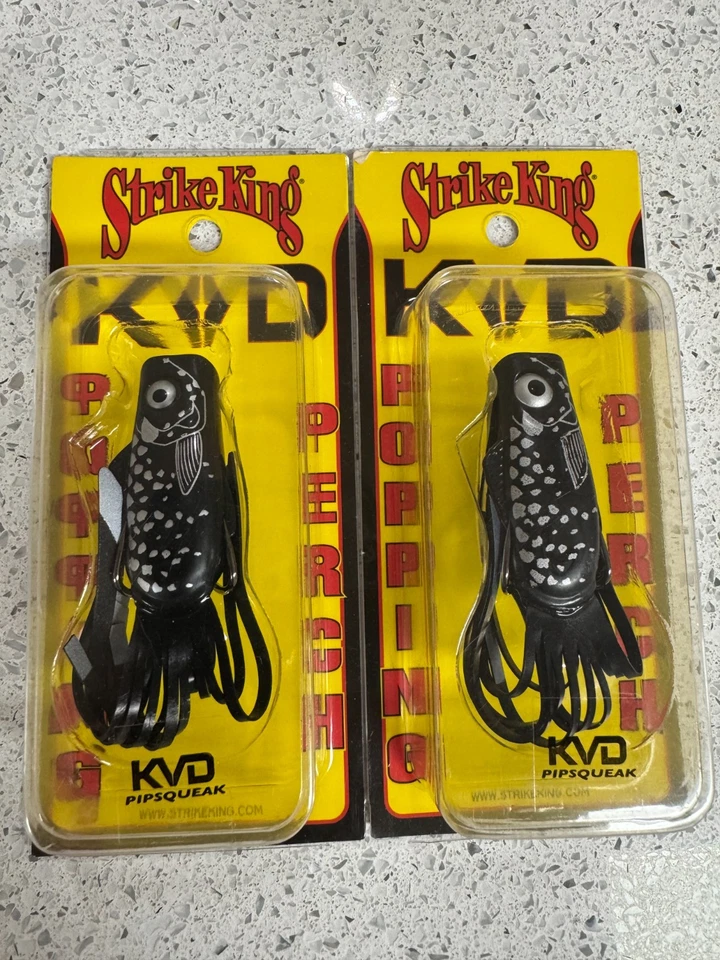 Strike King
KVD
POPPING
PERCH
KVD
PIPSQUEAK
WWW.STRIKEKING.COM
Strike King
KVD
POPPING
PERCH
KVD
PIPSQUEAK
WWW.STRIKEKING.COM